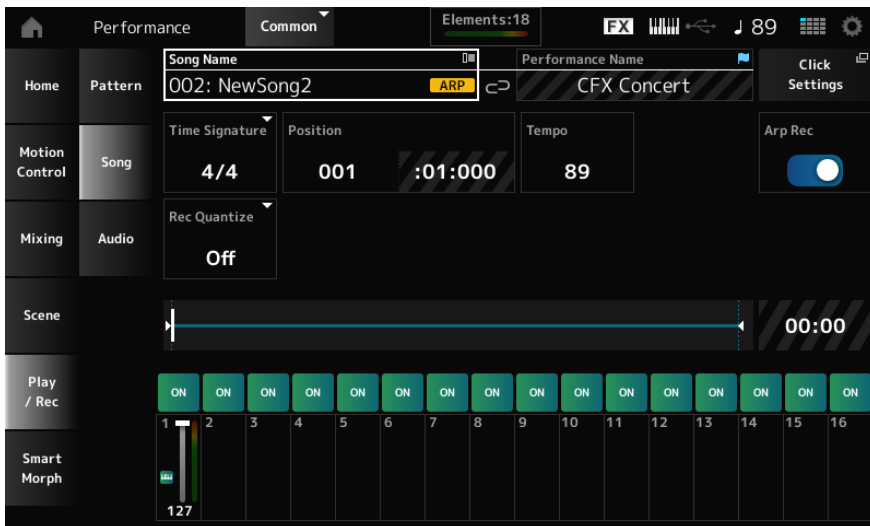 Performance
Common
Elements:18
FX
89
Home
Motion
Control
Mixing
Scene
Play
/ Rec
Smart
Morph
Pattern
Song
Audio
Song Name
002: NewSong2
ARP
Performance Name
CFX Concert
Click
Settings
Time Signature
4/4
Position
001 :01:000
Tempo
89
Arp Rec
Rec Quantize
Off
00:00
ON ON ON ON ON ON ON ON ON ON ON ON ON ON ON ON
1 2 3 4 5 6 7 8 9 10 11 12 13 14 15 16
127